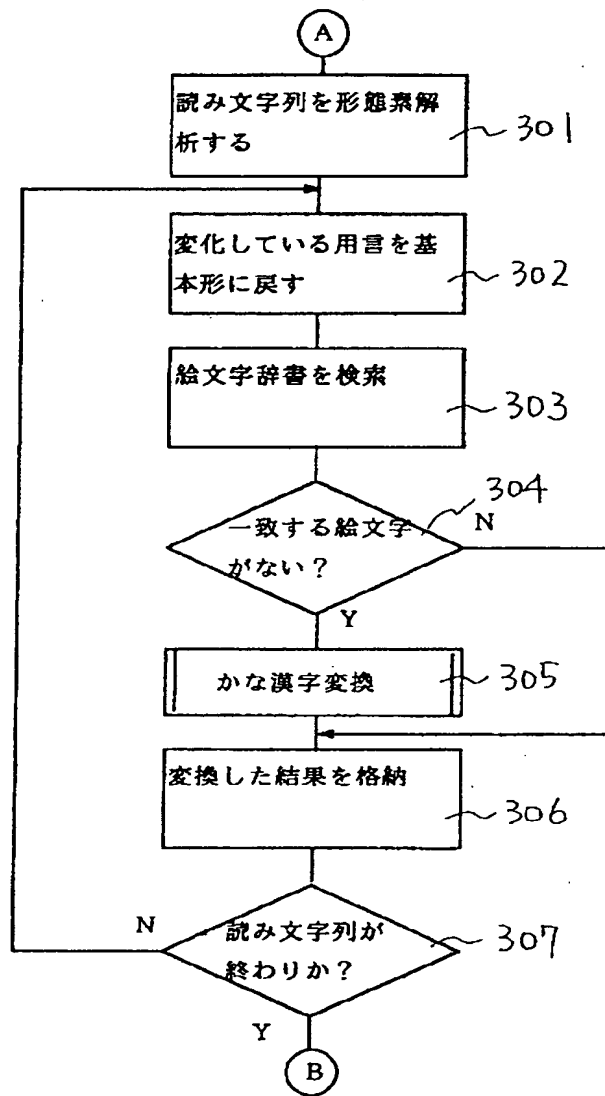 A
読み文字列を形態素解
析する
301
変化している用言を基
本形に戻す
302
絵文字辞書を検索
303
304
一致する絵文字
がない？
N
Y
かな漢字変換
305
変換した結果を格納
306
N
読み文字列が
終わりか？
307
Y
B